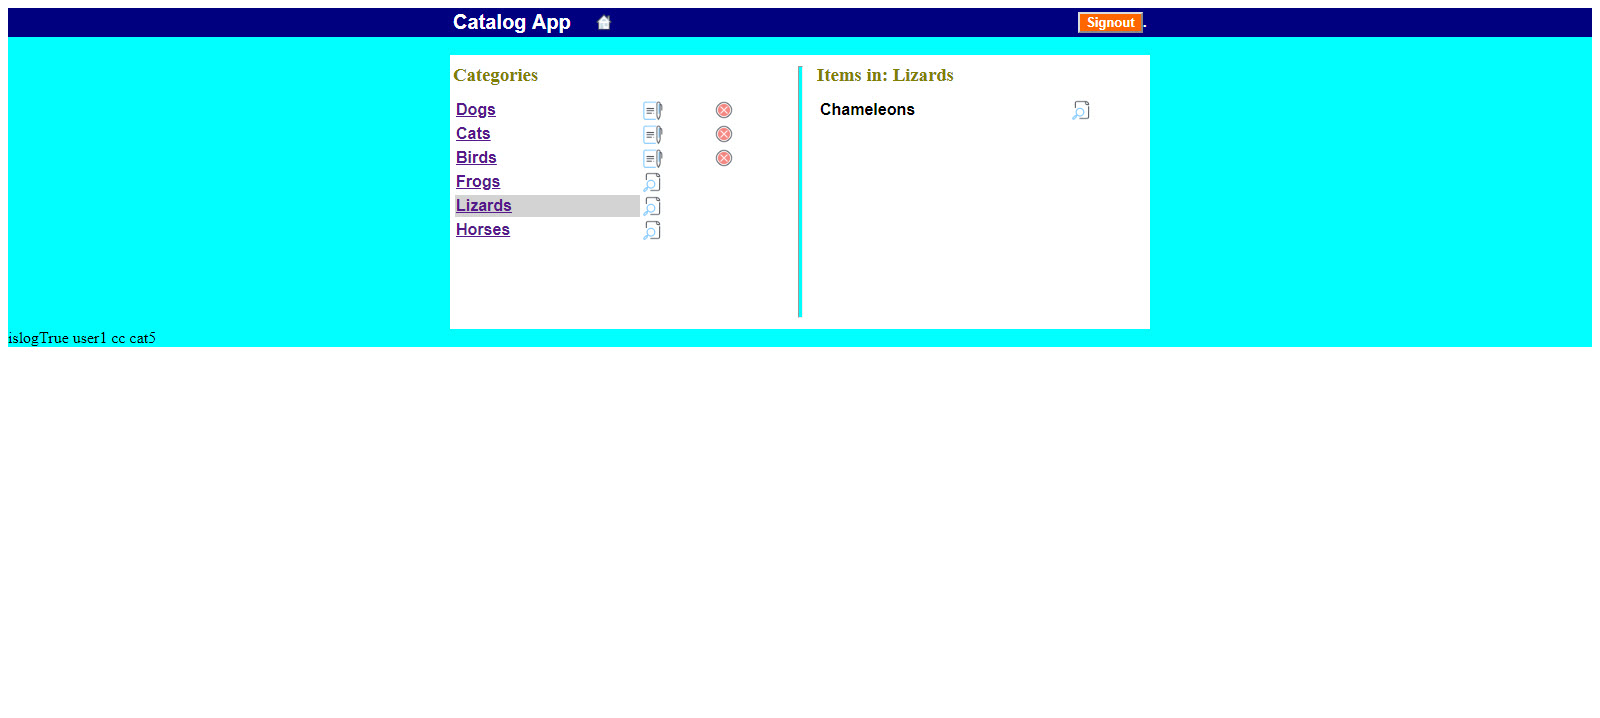 Catalog App
Signout.
Categories
Dogs
Cats
Birds
Frogs
Lizards
Horses
Items in: Lizards
Chameleons
islogTrue user1 cc cat5